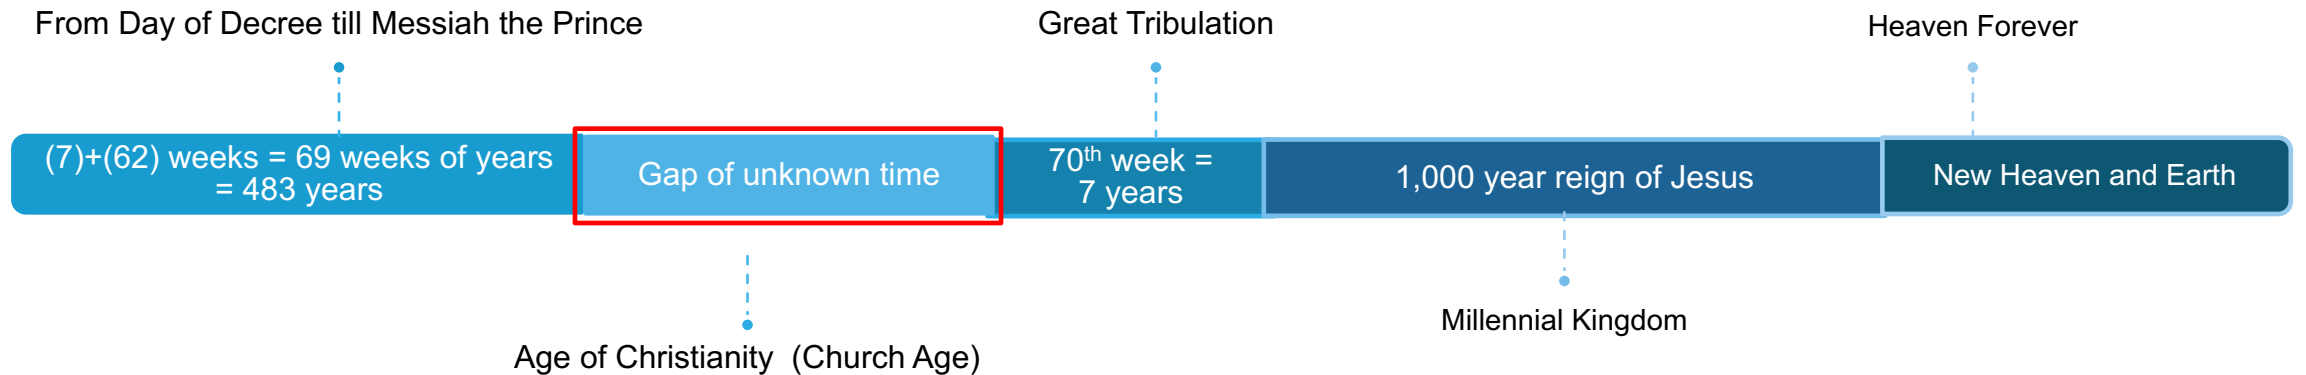 From Day of Decree till Messiah the Prince
Great Tribulation
Heaven Forever
(7)+(62) weeks = 69 weeks of years
= 483 years
Gap of unknown time
70th week =
7 years
1,000 year reign of Jesus
New Heaven and Earth
Millennial Kingdom
Age of Christianity  (Church Age)